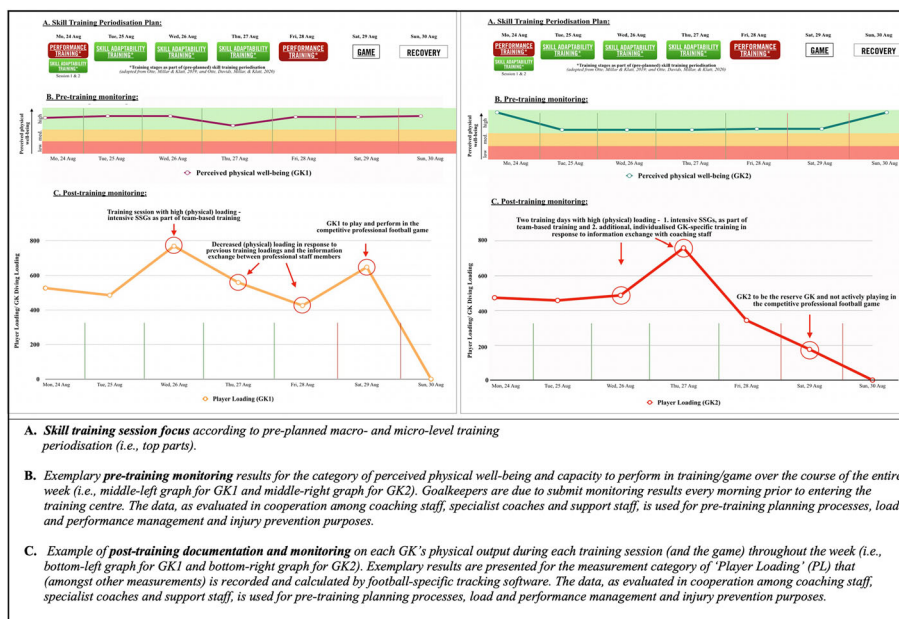 A. Skill Training Periodisation Plan:
Mo, 24 Aug
Tue, 25 Aug
Wed, 26 Aug
Thu, 27 Aug
Fri, 28 Aug
Sat, 29 Aug
Sun, 30 Aug
PERFORMANCE
TRAINING*
SKILL ADAPTABILITY
TRAINING*
Session 1 & 2
SKILL ADAPTABILITY
TRAINING*
SKILL ADAPTABILITY
TRAINING*
SKILL ADAPTABILITY
TRAINING*
PERFORMANCE
TRAINING*
GAME
RECOVERY
*Training stages as part of (pre-planned) skill training periodisation
(adopted from Otte, Millar & Klatt, 2019; and Otte, Davids, Millar, & Klatt, 2020)
B. Pre-training monitoring:
Perceived physical
well-being
high
med.
low
Mo, 24 Aug
Tue, 25 Aug
Wed, 26 Aug
Thu, 27 Aug
Fri, 28 Aug
Sat, 29 Aug
Sun, 30 Aug
Perceived physical well-being (GK1)
C. Post-training monitoring:
Training session with high (physical) loading -
intensive SSGs as part of team-based training
Decreased (physical) loading in response to
previous training loadings and the information
exchange between professional staff members
GK1 to play and perform in the
competitive professional football
game
Player Loading/ GK Diving Loading
800
600
400
200
0
Mon, 24 Aug
Tue, 25 Aug
Wed, 26 Aug
Thu, 27 Aug
Fri, 28 Aug
Sat, 29 Aug
Sun, 30 Aug
Player Loading (GK1)
A. Skill Training Periodisation Plan:
Mo, 24 Aug
Tue, 25 Aug
Wed, 26 Aug
Thu, 27 Aug
Fri, 28 Aug
Sat, 29 Aug
Sun, 30 Aug
PERFORMANCE
TRAINING*
SKILL ADAPTABILITY
TRAINING*
Session 1 & 2
SKILL ADAPTABILITY
TRAINING*
SKILL ADAPTABILITY
TRAINING*
SKILL ADAPTABILITY
TRAINING*
PERFORMANCE
TRAINING*
GAME
RECOVERY
*Training stages as part of (pre-planned) skill training periodisation
(adopted from Otte, Millar & Klatt, 2019; and Otte, Davids, Millar, & Klatt, 2020)
B. Pre-training monitoring:
Perceived physical
well-being
high
med.
low
Mo, 24 Aug
Tue, 25 Aug
Wed, 26 Aug
Thu, 27 Aug
Fri, 28 Aug
Sat, 29 Aug
Sun, 30 Aug
Perceived physical well-being (GK2)
C. Post-training monitoring:
Two training days with high (physical) loading - 1. intensive SSGs, as part of
team-based training and 2. additional, individualised GK-specific training in
response to information exchange with coaching
staff
GK2 to be the reserve GK and not actively playing in
the competitive professional football game
Player Loading/ GK Diving Loading
800
600
400
200
0
Mon, 24 Aug
Tue, 25 Aug
Wed, 26 Aug
Thu, 27 Aug
Fri, 28 Aug
Sat, 29 Aug
Sun, 30 Aug
Player Loading (GK2)
A. Skill training session focus according to pre-planned macro- and micro-level training
periodisation (i.e., top parts).
B. Exemplary pre-training monitoring results for the category of perceived physical well-being and capacity to perform in training/game over the course of the entire
week (i.e., middle-left graph for GK1 and middle-right graph for GK2). Goalkeepers are due to submit monitoring results every morning prior to entering the
training centre. The data, as evaluated in cooperation among coaching staff, specialist coaches and support staff, is used for pre-training planning processes, load
and performance management and injury prevention purposes.
C. Example of post-training documentation and monitoring on each GK's physical output during each training session (and the game) throughout the week (i.e.,
bottom-left graph for GK1 and bottom-right graph for GK2). Exemplary results are presented for the measurement category of 'Player Loading' (PL) that
(amongst other measurements) is recorded and calculated by football-specific tracking software. The data, as evaluated in cooperation among coaching staff,
specialist coaches and support staff, is used for pre-training planning processes, load and performance management and injury prevention purposes.